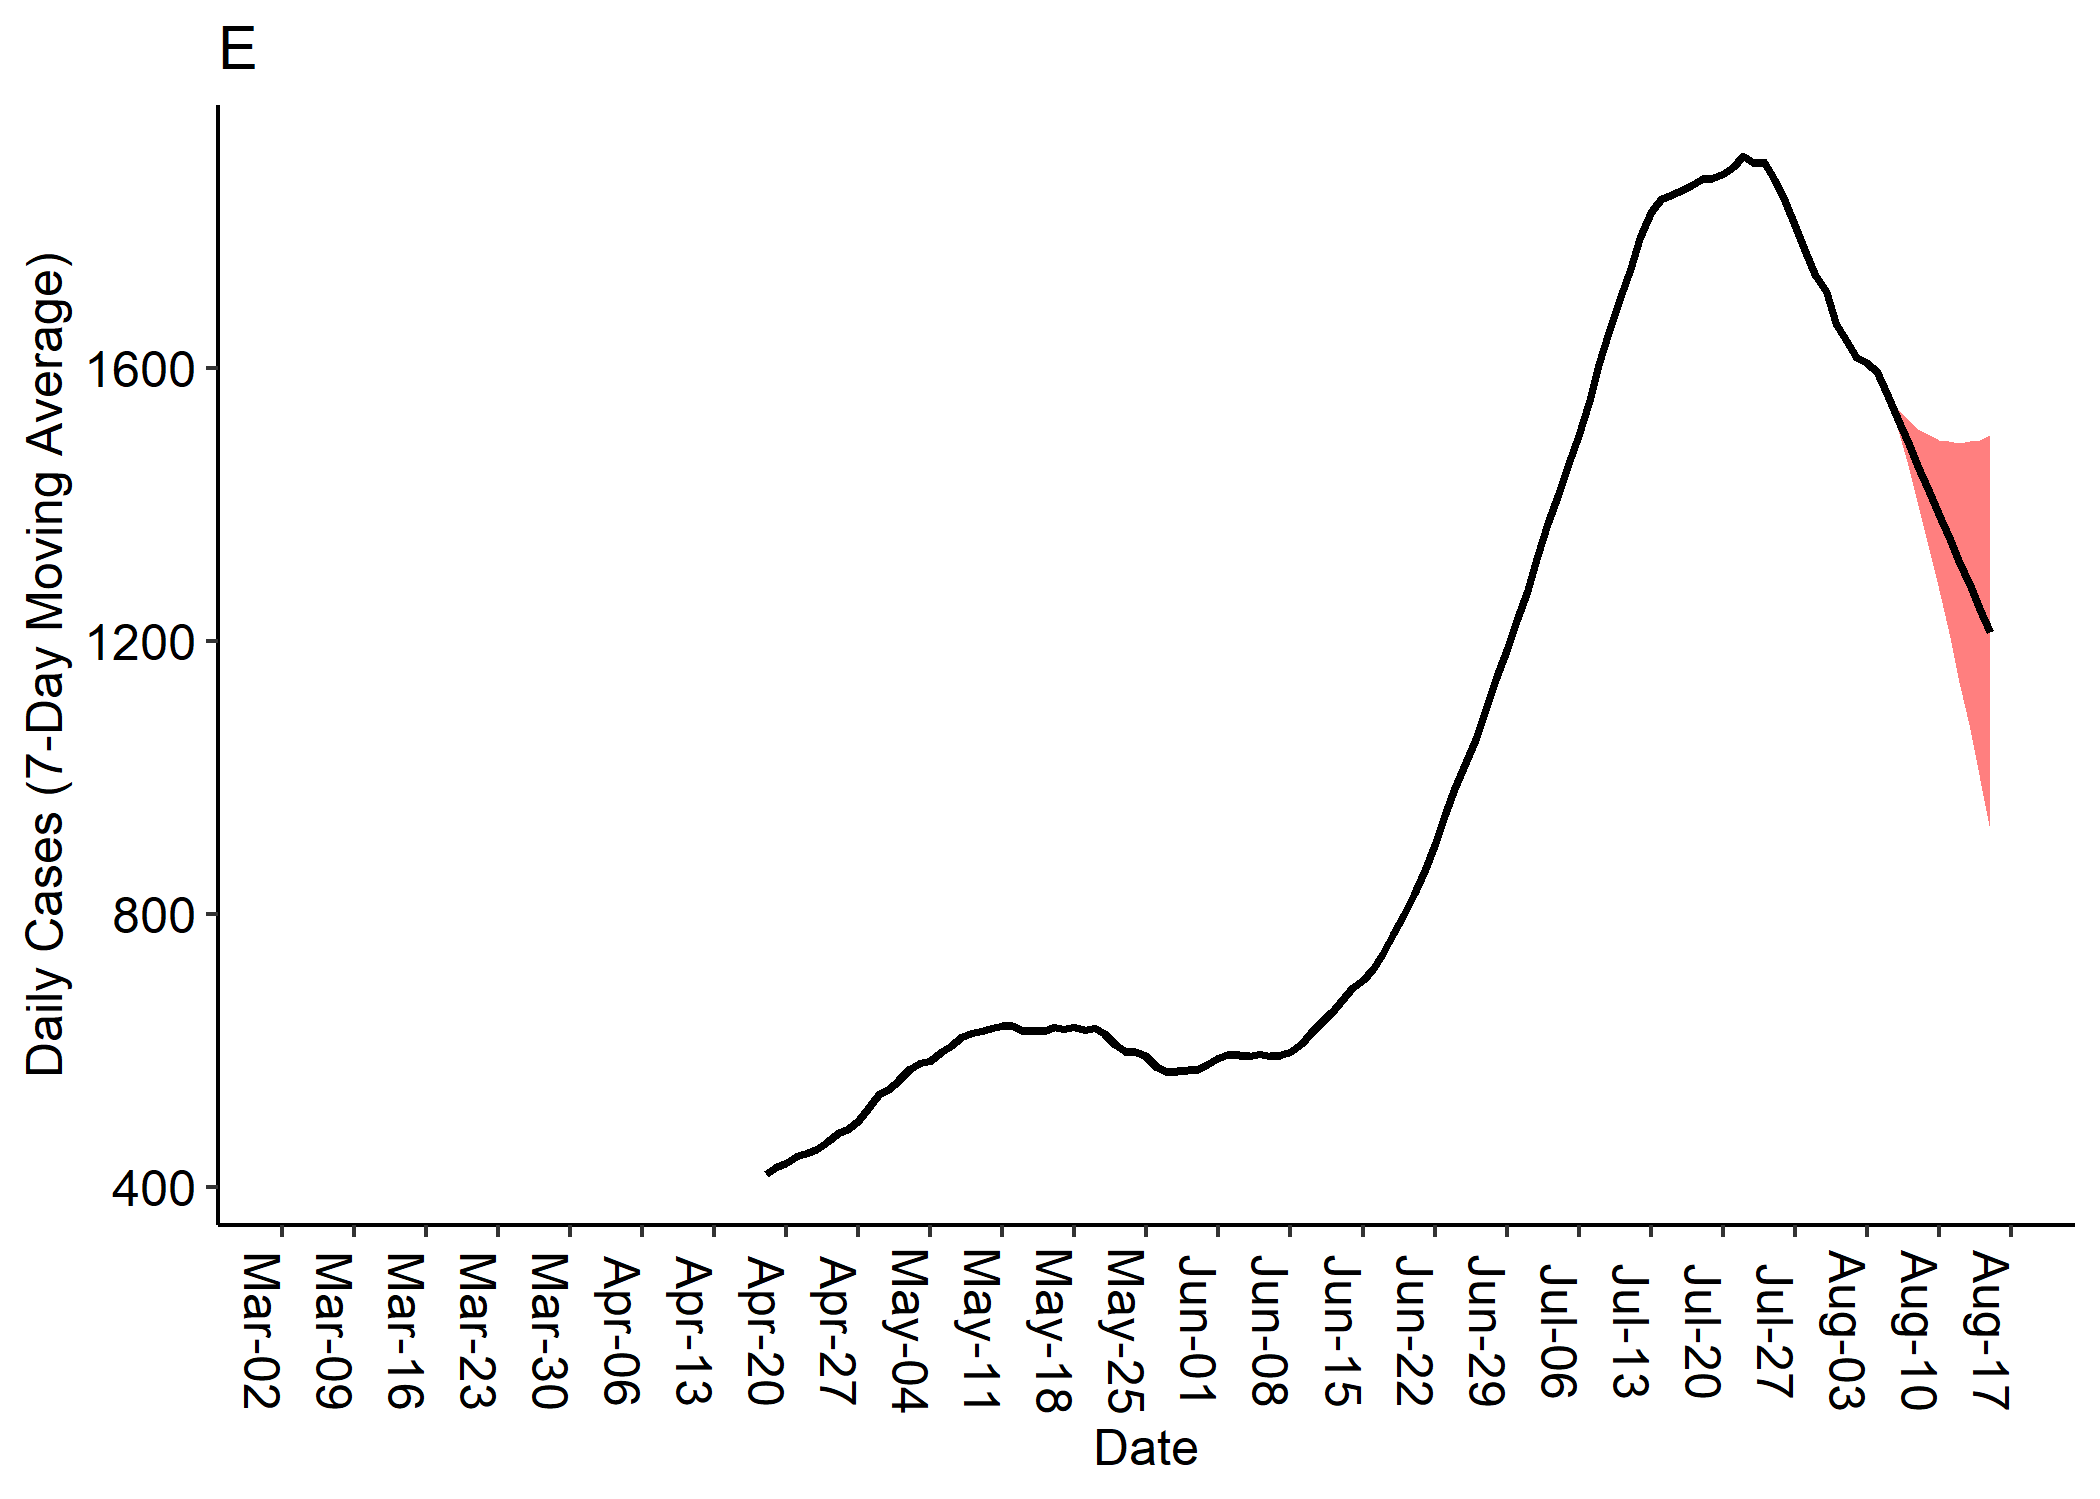 E
Daily Cases (7-Day Moving Average)
1600
1200
800
400
Mar-02
Mar-09
Mar-16
Mar-23
Mar-30
Apr-06
Apr-13
Apr-20
Apr-27
May-04
May-11
May-18
May-25
Jun-01
Jun-08
Jun-15
Jun-22
Jun-29
Jul-06
Jul-13
Jul-20
Jul-27
Aug-03
Aug-10
Aug-17
Date